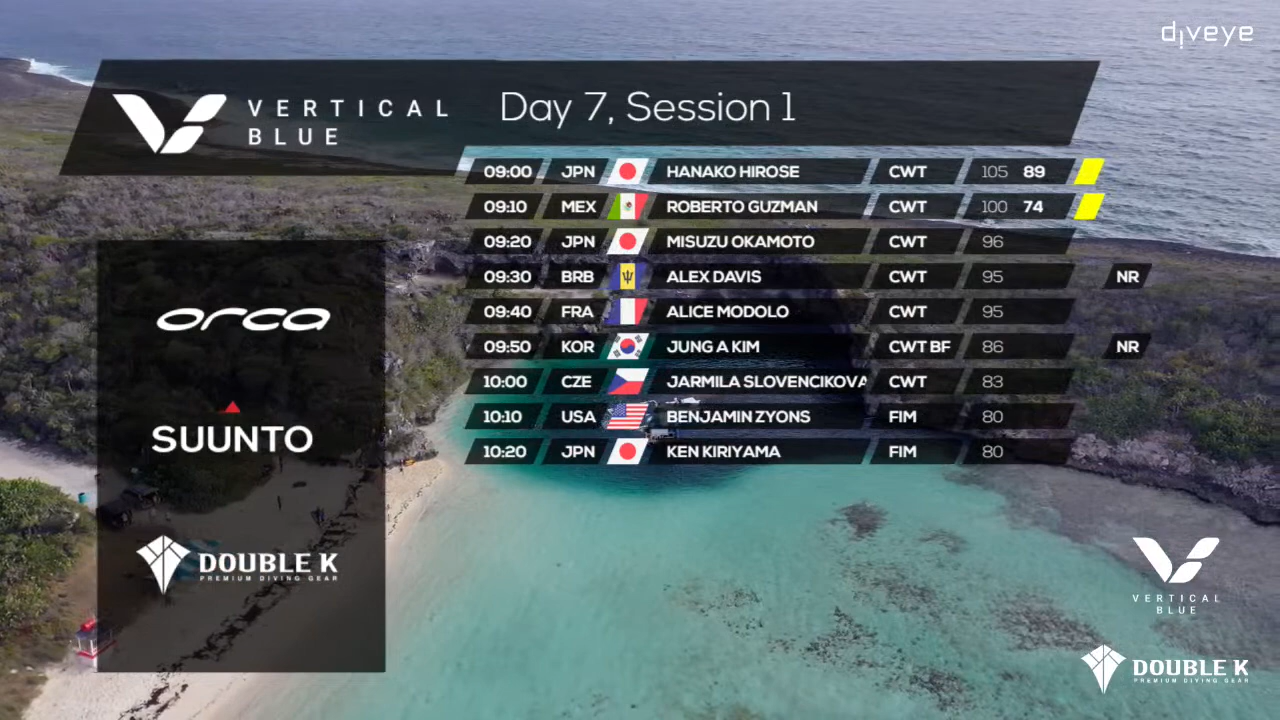 diveye
VERTICAL
BLUE
Day 7, Session 1
09:00 JPN HANAKO HIROSE CWT 105 89
09:10 MEX ROBERTO GUZMAN CWT 100 74
09:20 JPN MISUZU OKAMOTO CWT 96
09:30 BRB ALEX DAVIS CWT 95 NR
09:40 FRA ALICE MODOLO CWT 95
09:50 KOR JUNG A KIM CWT BF 86 NR
10:00 CZE JARMILA SLOVENCIKOVA CWT 83
10:10 USA BENJAMIN ZYONS FIM 80
10:20 JPN KEN KIRIYAMA FIM 80
orca
SUUNTO
DOUBLE K
PREMIUM DIVING GEAR
VERTICAL
BLUE
DOUBLE K
PREMIUM DIVING GEAR